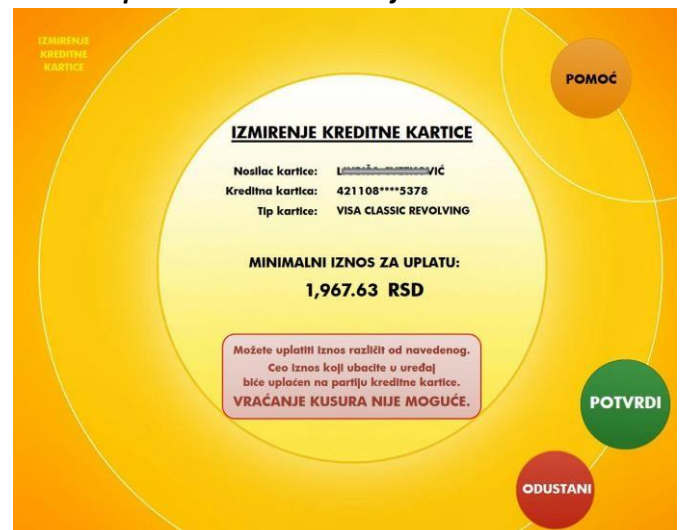 IZMIRENJE
KREDITNE
KARTICE
POMOĆ
IZMIRENJE KREDITNE KARTICE
Nosilac kartice:
Kreditna kartica: 421108****5378
Tip kartice: VISA CLASSIC REVOLVING
MINIMALNI IZNOS ZA UPLATU:
1,967.63 RSD
Možete uplatiti iznos različit od navedenog.
Ceo iznos koji ubacite u uređaj
biće uplaćen na partiju kreditne kartice.
VRAĆANJE KUSURA NIJE MOGUĆE.
POTVRDI
ODUSTANI